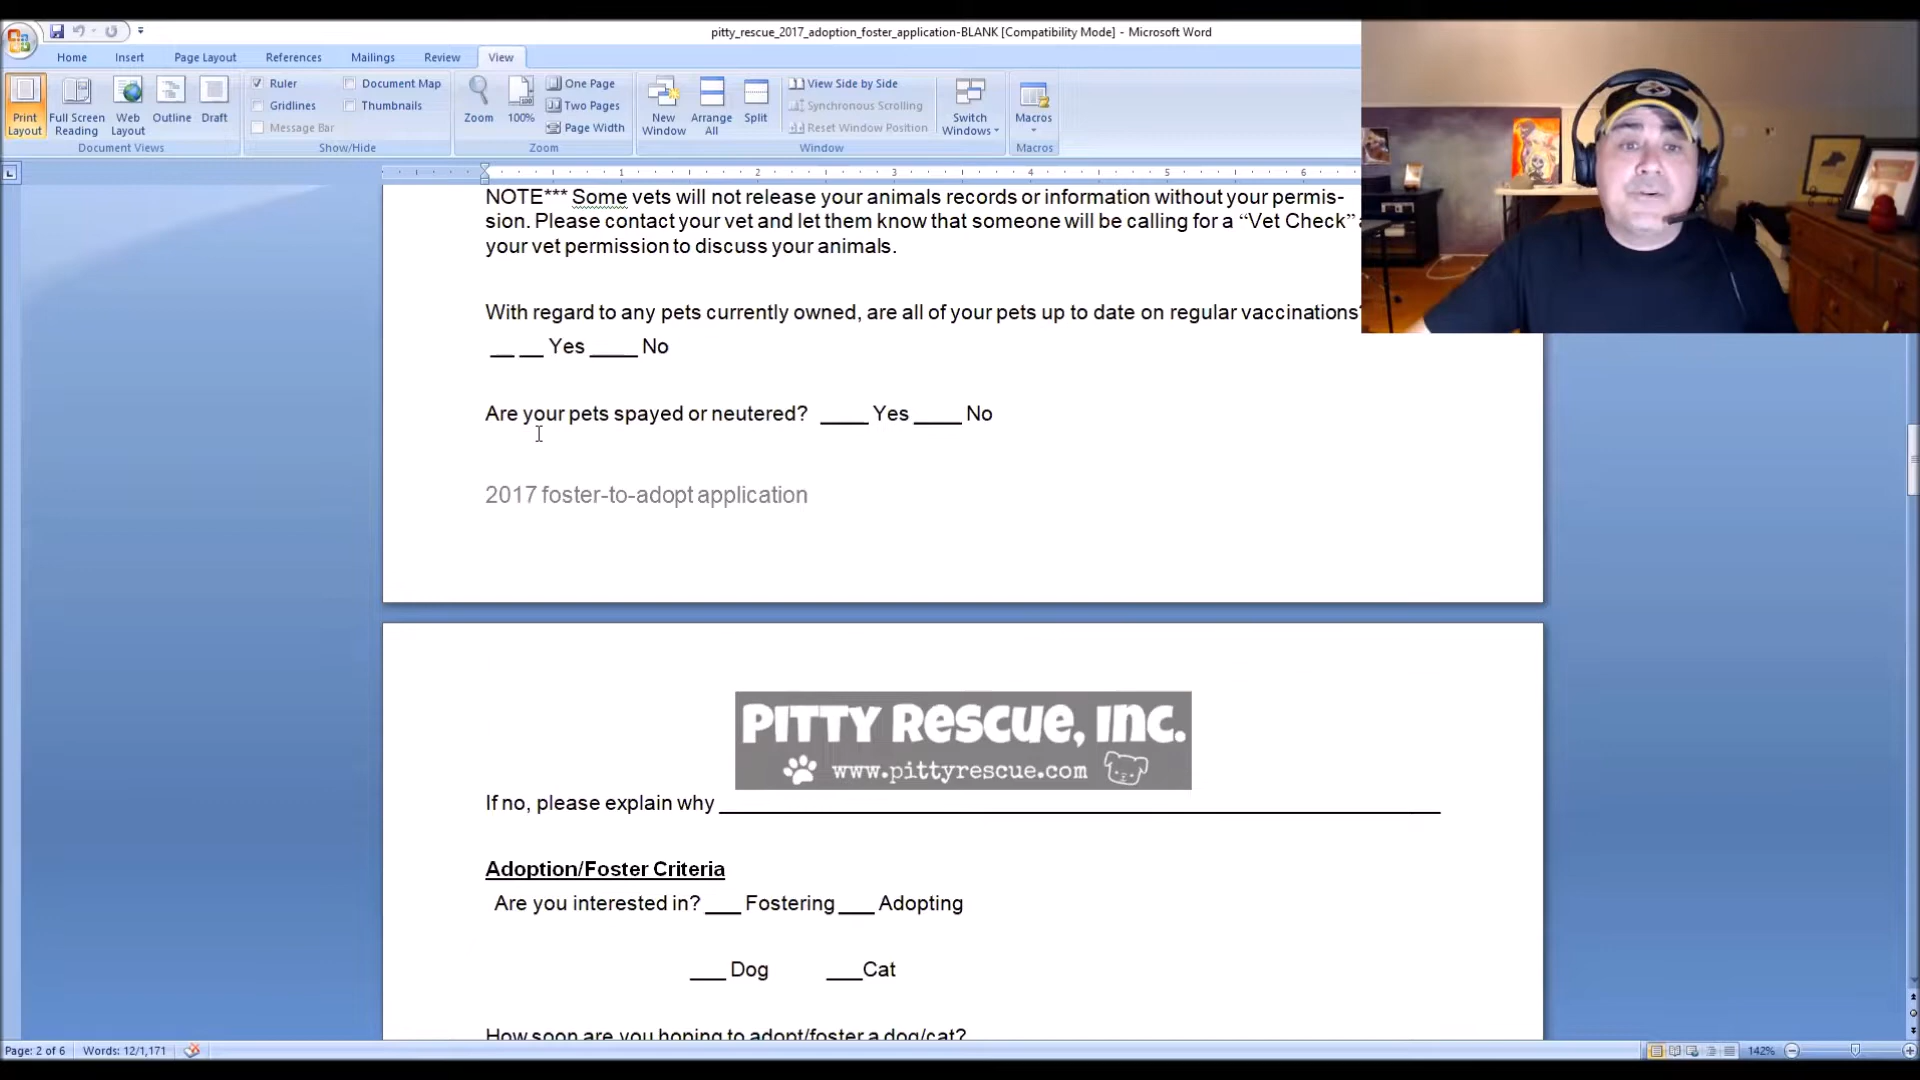 pitty_rescue_2017_adoption_foster_application-BLANK [Compatibility Mode] - Microsoft Word
Home Insert Page Layout References Mailings Review View
Print Layout
Full Screen Reading
Web Layout
Outline
Draft
Document Views
Ruler
Gridlines
Message Bar
Document Map
Thumbnails
Show/Hide
Zoom
100%
One Page
Two Pages
Page Width
Zoom
New Window
Arrange All
Split
View Side by Side
Synchronous Scrolling
Reset Window Position
Switch Windows
Window
Macros
Macros
1 2 3 4 5 6
NOTE*** Some vets will not release your animals records or information without your permis-
sion. Please contact your vet and let them know that someone will be calling for a “Vet Check”
your vet permission to discuss your animals.
With regard to any pets currently owned, are all of your pets up to date on regular vaccinations?
__ __ Yes ____ No
Are your pets spayed or neutered? ____ Yes ____ No
2017 foster-to-adopt application
PITTY RESCUE, INC.
www.pittyrescue.com
If no, please explain why ____
Adoption/Foster Criteria
Are you interested in? ___ Fostering ___ Adopting
___ Dog ___Cat
How soon are you hoping to adopt/foster a dog/cat?
Page: 2 of 6 Words: 12/1,171 142%